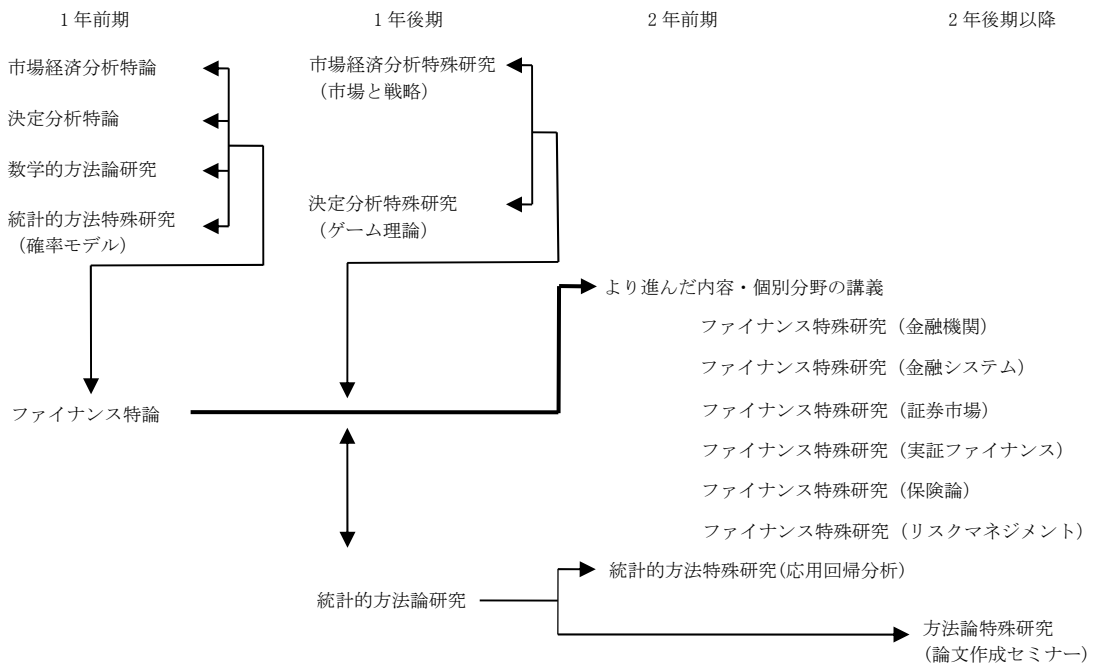 1年前期
1年後期
2年前期
2年後期以降
市場経済分析特論
決定分析特論
数学的方法論研究
統計的方法特殊研究
(確率モデル)
市場経済分析特殊研究
(市場と戦略)
決定分析特殊研究
(ゲーム理論)
より進んだ内容・個別分野の講義
ファイナンス特殊研究 (金融機関)
ファイナンス特殊研究 (金融システム)
ファイナンス特殊研究 (証券市場)
ファイナンス特殊研究 (実証ファイナンス)
ファイナンス特殊研究 (保険論)
ファイナンス特殊研究 (リスクマネジメント)
ファイナンス特論
統計的方法論研究
統計的方法特殊研究(応用回帰分析)
方法論特殊研究
(論文作成セミナー)